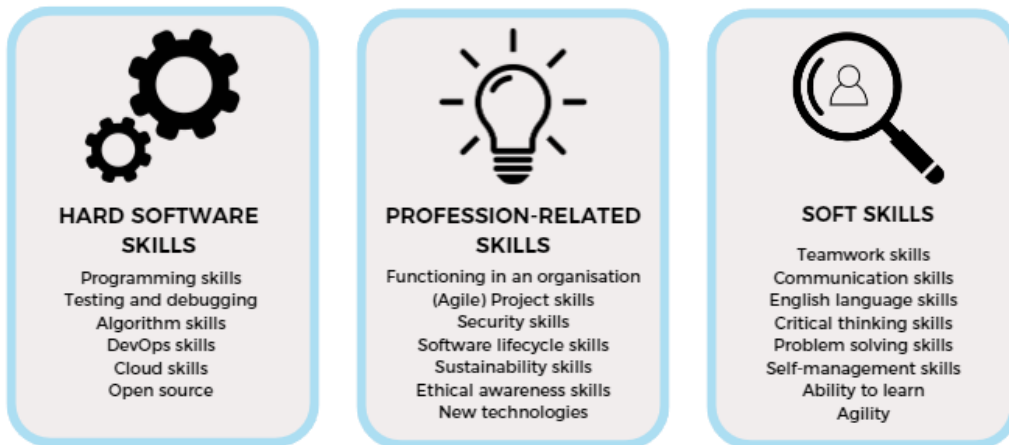 HARD SOFTWARE
SKILLS
Programming skills
Testing and debugging
Algorithm skills
DevOps skills
Cloud skills
Open source
PROFESSION-RELATED
SKILLS
Functioning in an organisation
(Agile) Project skills
Security skills
Software lifecycle skills
Sustainability skills
Ethical awareness skills
New technologies
SOFT SKILLS
Teamwork skills
Communication skills
English language skills
Critical thinking skills
Problem solving skills
Self-management skills
Ability to learn
Agility